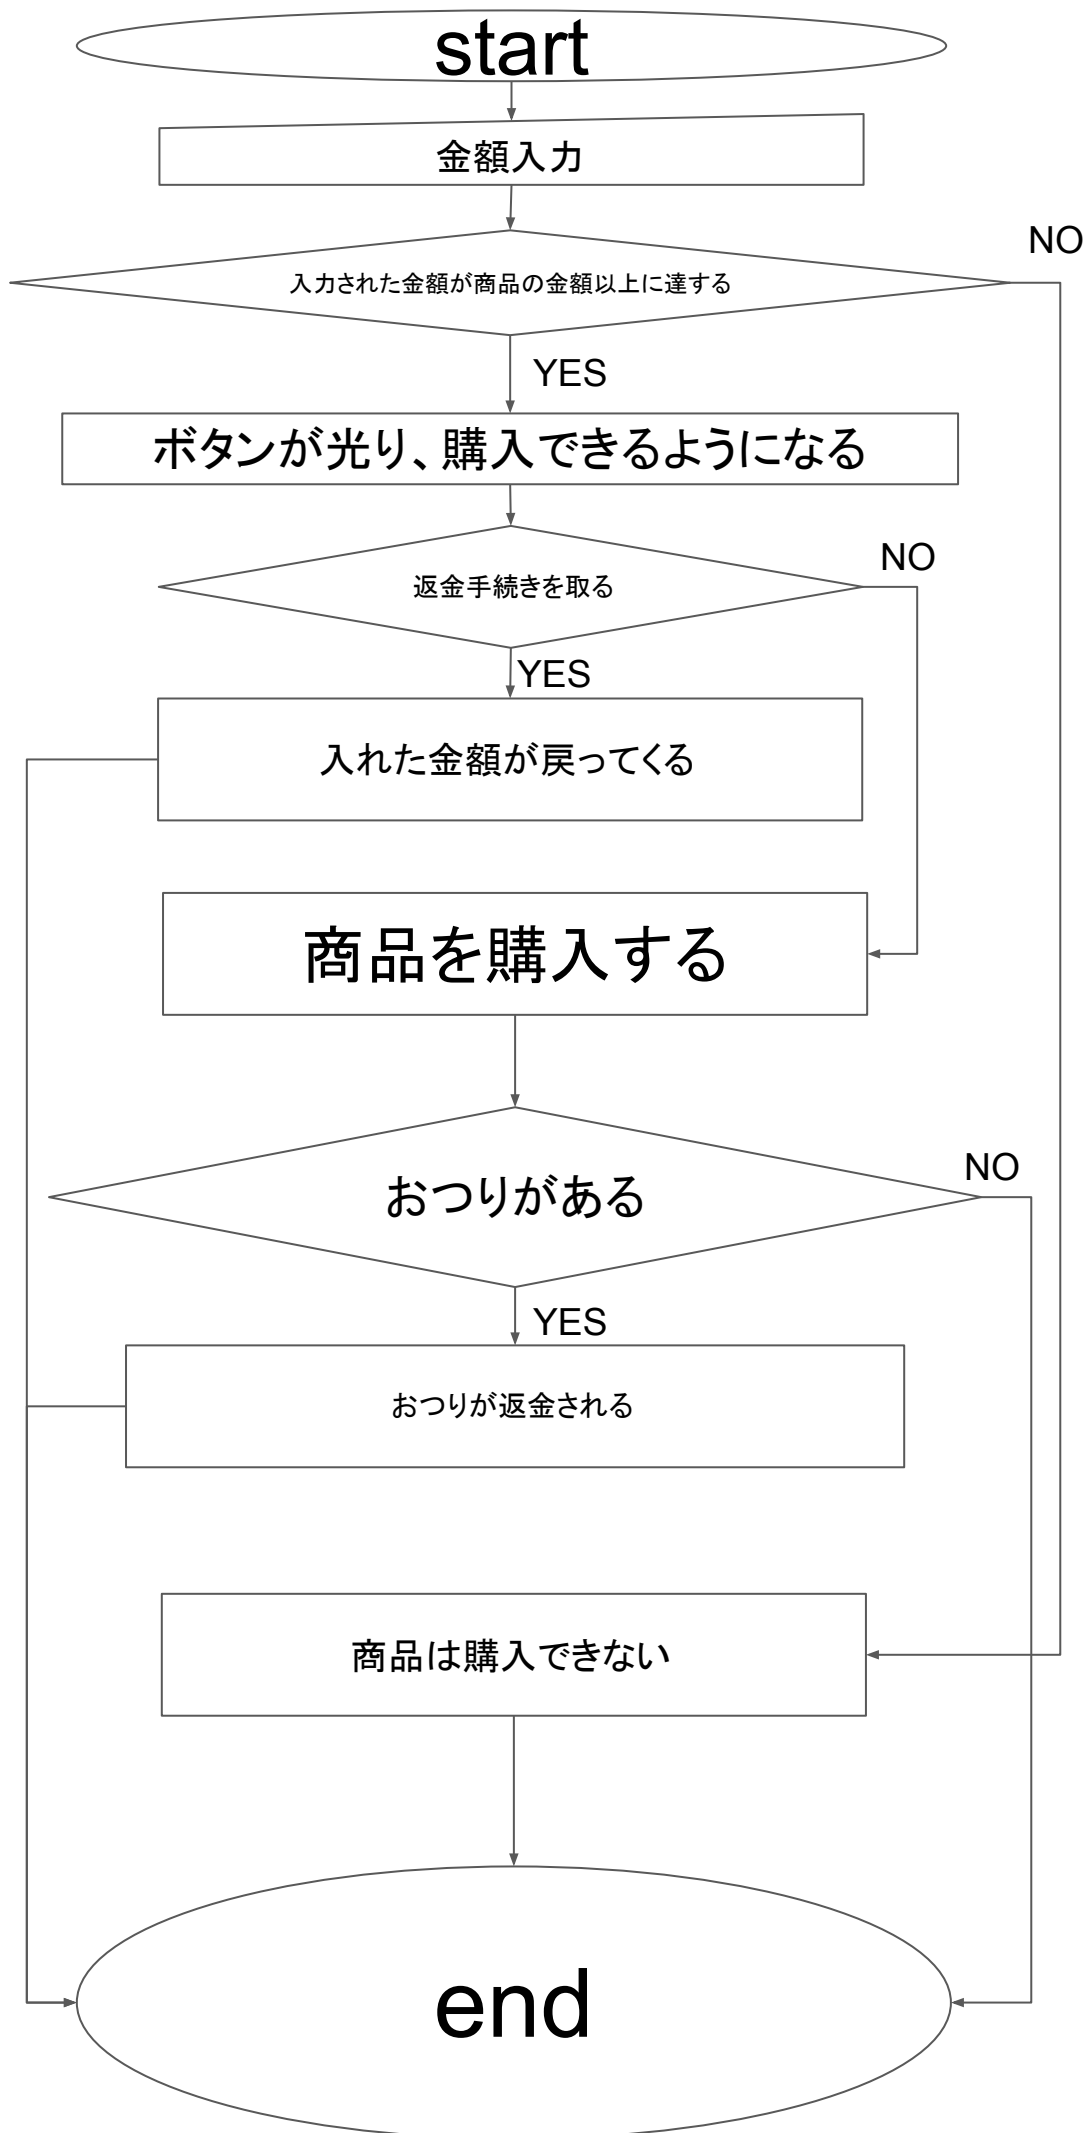 start
金額入力
NO
入力された金額が商品の金額以上に達する
YES
ボタンが光り、購入できるようになる
NO
返金手続きを取る
YES
入れた金額が戻ってくる
商品を購入する
NO
おつりがある
YES
おつりが返金される
商品は購入できない
end